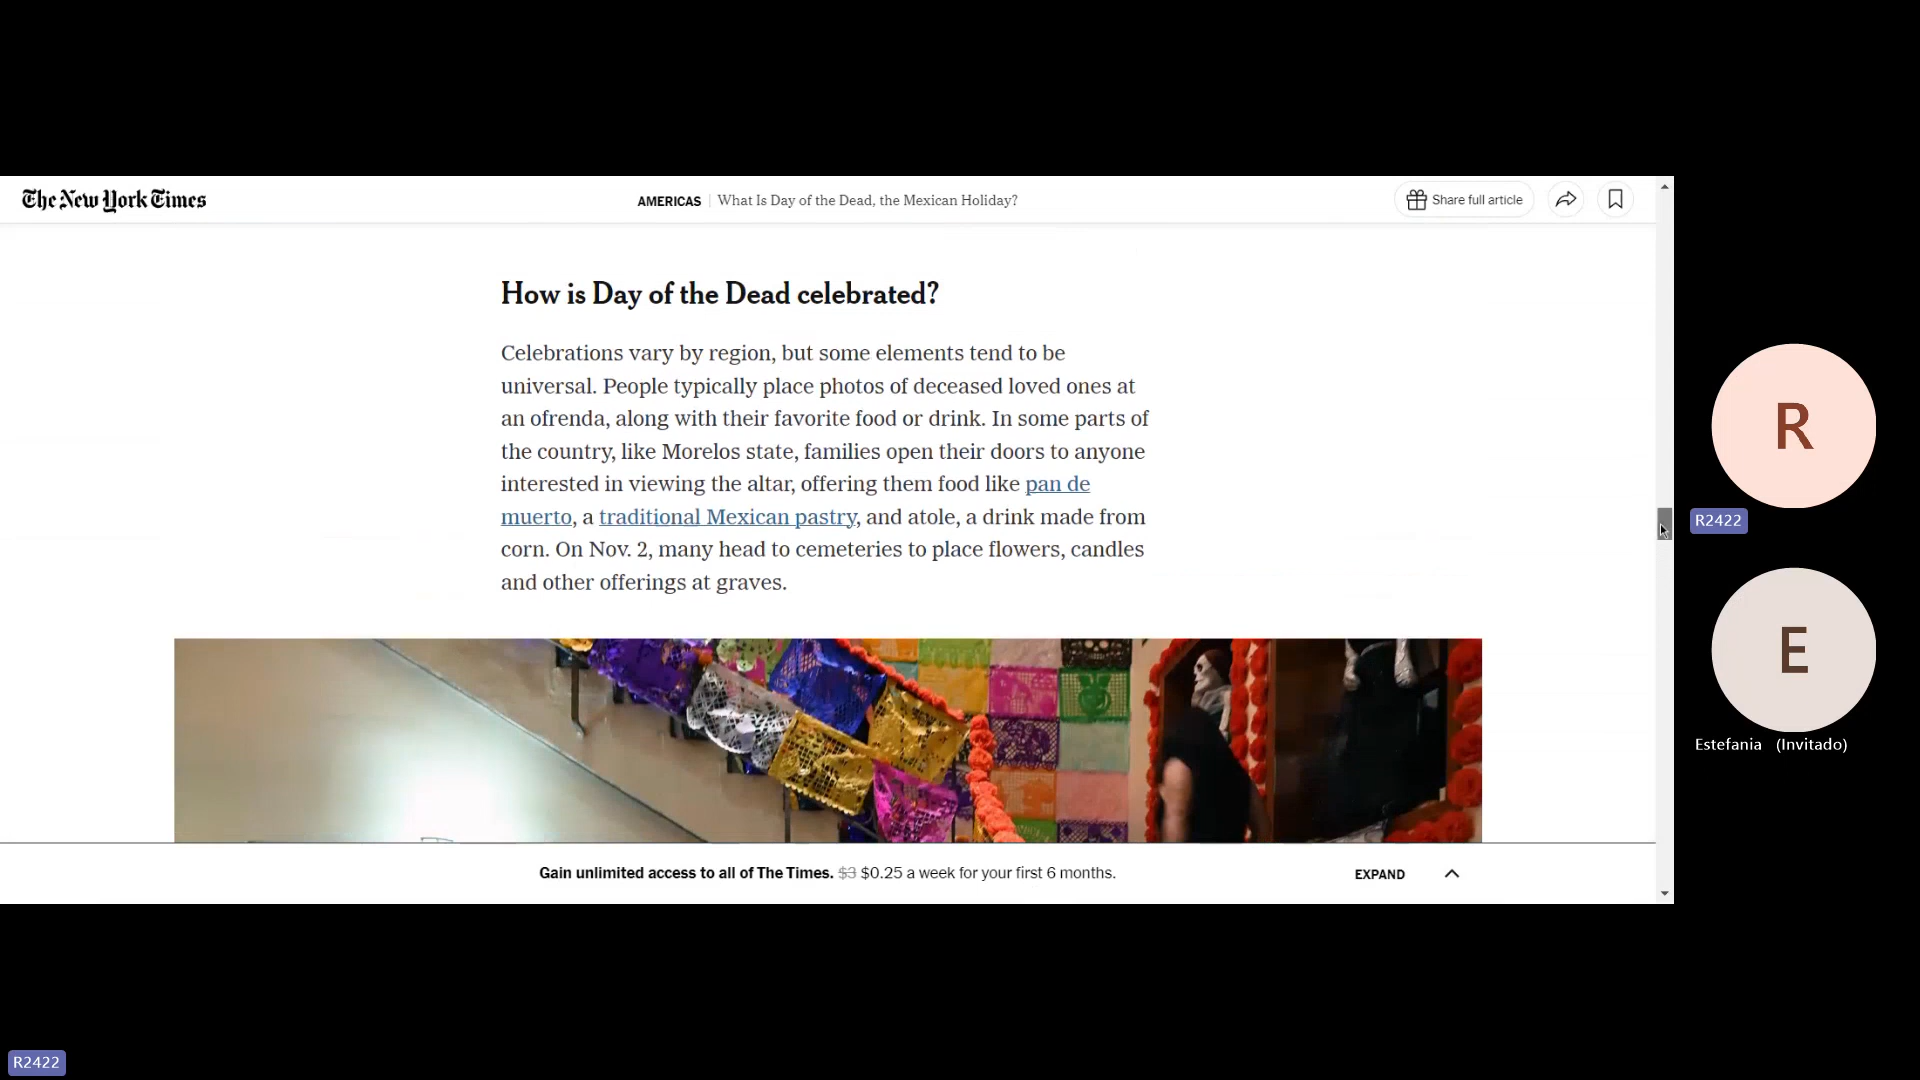 The New York Times
AMERICAS | What Is Day of the Dead, the Mexican Holiday?
Share full article
How is Day of the Dead celebrated?
Celebrations vary by region, but some elements tend to be
universal. People typically place photos of deceased loved ones at
an ofrenda, along with their favorite food or drink. In some parts of
the country, like Morelos state, families open their doors to anyone
interested in viewing the altar, offering them food like pan de
muerto, a traditional Mexican pastry, and atole, a drink made from
corn. On Nov. 2, many head to cemeteries to place flowers, candles
and other offerings at graves.
Gain unlimited access to all of The Times. $3 $0.25 a week for your first 6 months.
EXPAND
R
R2422
E
Estefania (Invitado)
R2422